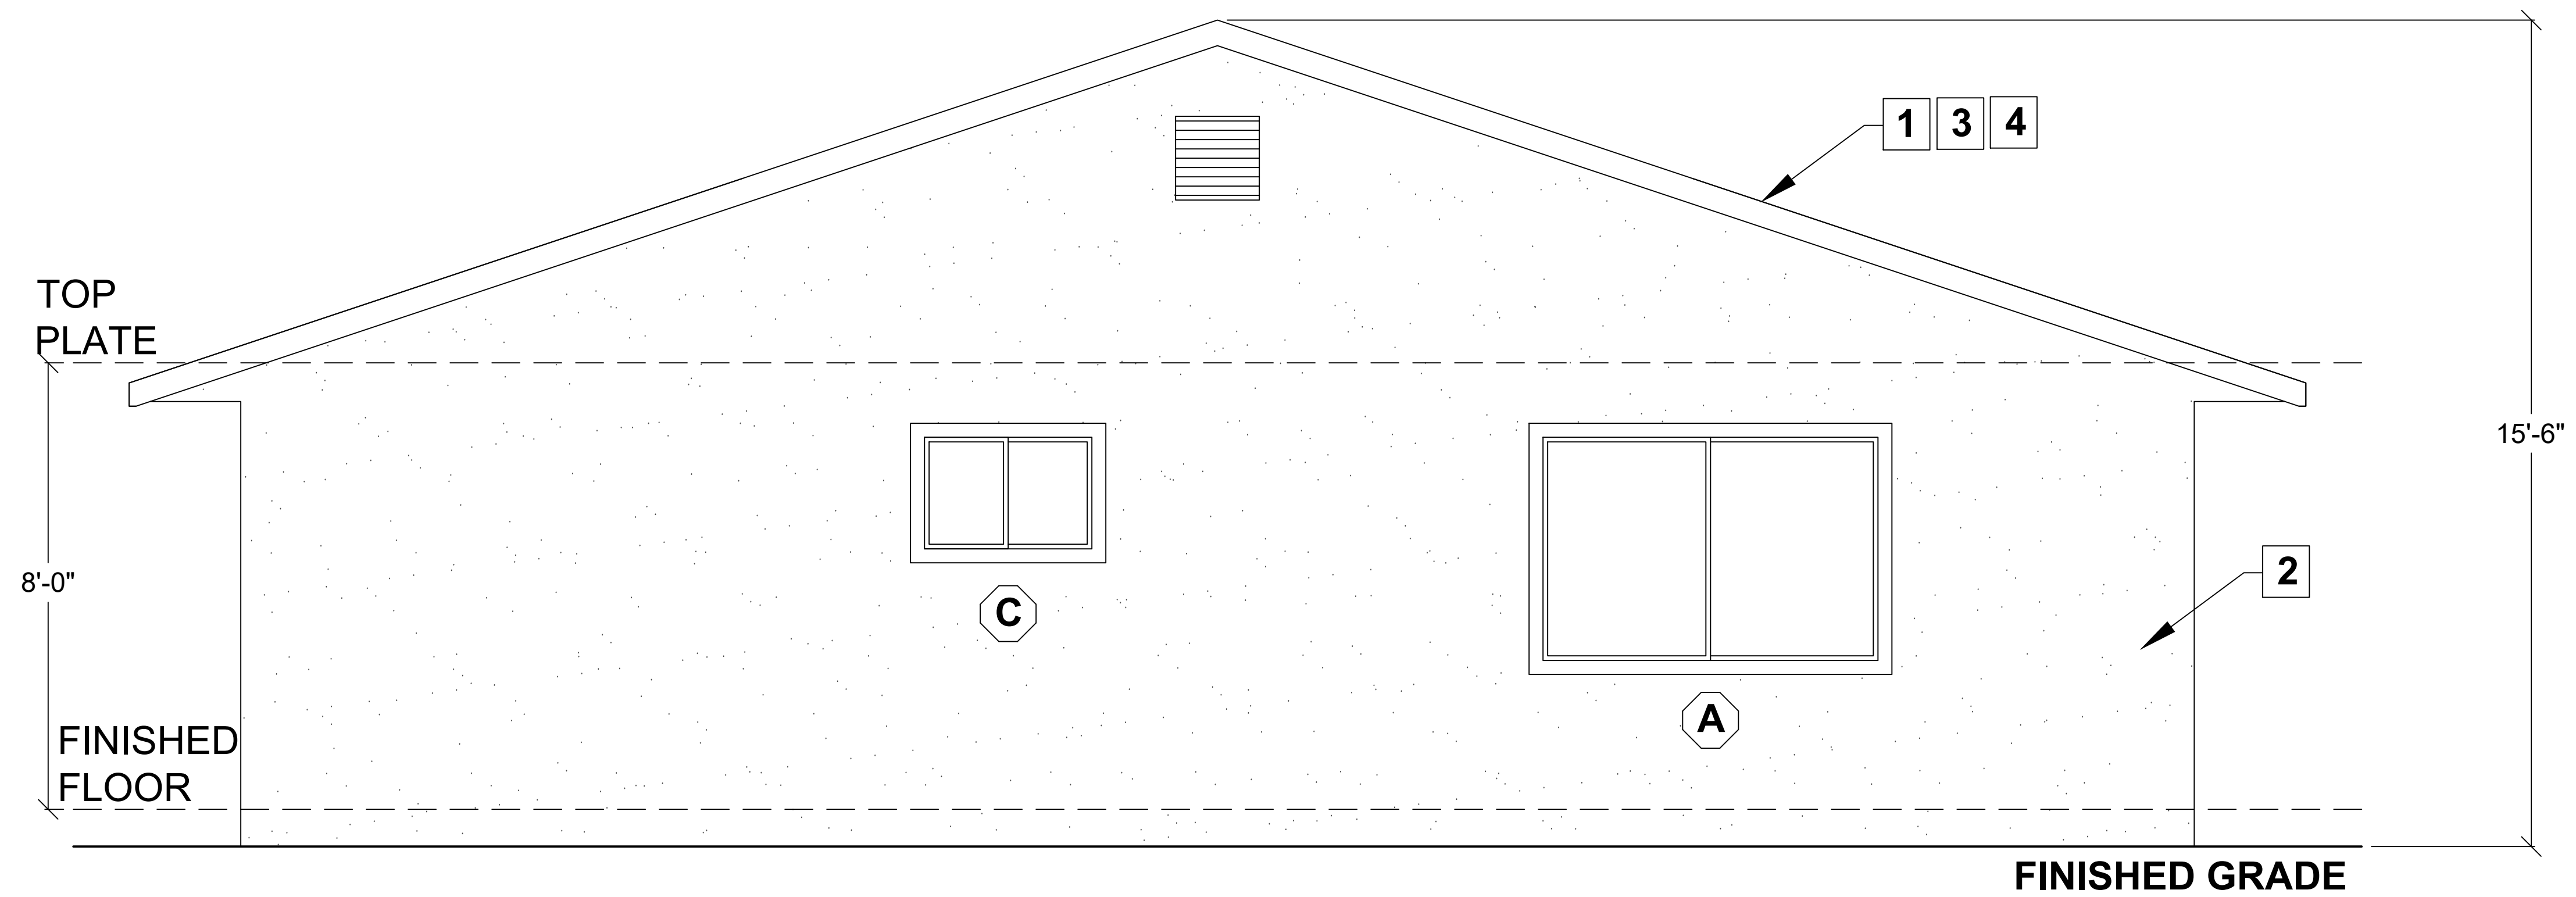 1 3 4
TOP
PLATE
15'-6"
8'-0"
2
C
A
FINISHED
FLOOR
FINISHED GRADE